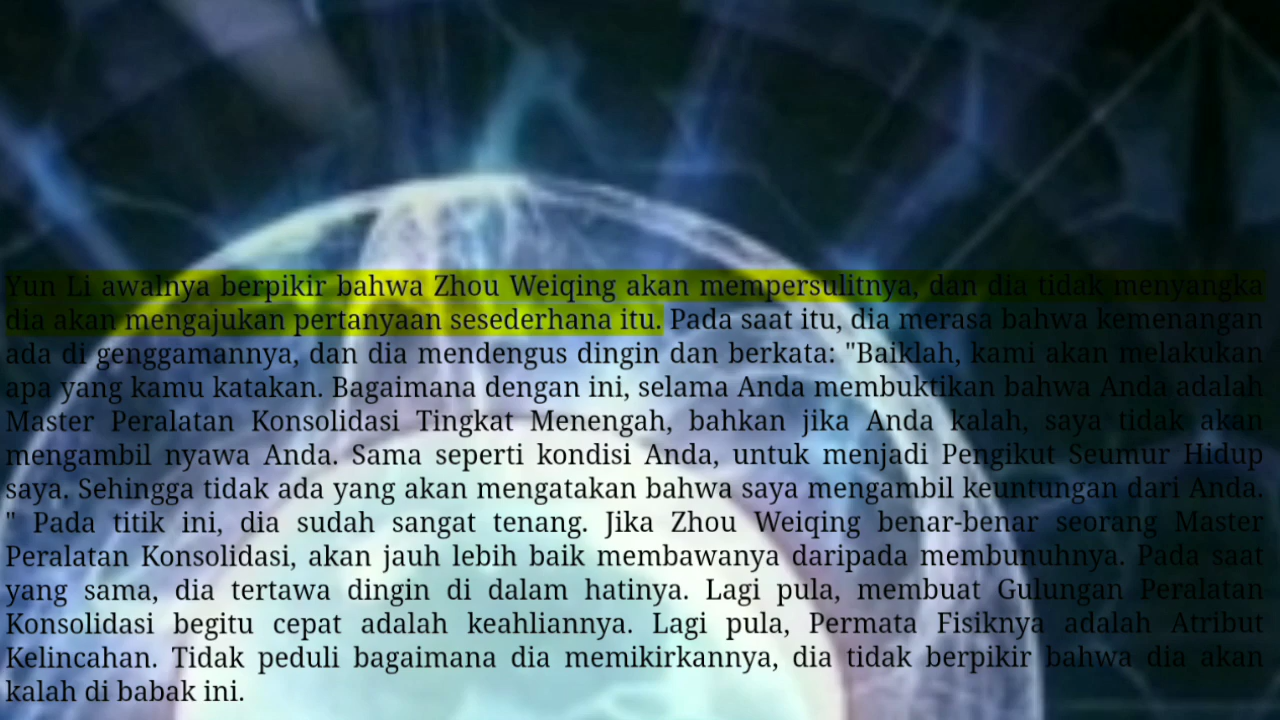 Yun Li awalnya berpikir bahwa Zhou Weiqing akan mempersulitnya, dan dia tidak menyangka
dia akan mengajukan pertanyaan sesederhana itu. Pada saat itu, dia merasa bahwa kemenangan
ada di genggamannya, dan dia mendengus dingin dan berkata: "Baiklah, kami akan melakukan
apa yang kamu katakan. Bagaimana dengan ini, selama Anda membuktikan bahwa Anda adalah
Master Peralatan Konsolidasi Tingkat Menengah, bahkan jika Anda kalah, saya tidak akan
mengambil nyawa Anda. Sama seperti kondisi Anda, untuk menjadi Pengikut Seumur Hidup
saya. Sehingga tidak ada yang akan mengatakan bahwa saya mengambil keuntungan dari Anda.
" Pada titik ini, dia sudah sangat tenang. Jika Zhou Weiqing benar-benar seorang Master
Peralatan Konsolidasi, akan jauh lebih baik membawanya daripada membunuhnya. Pada saat
yang sama, dia tertawa dingin di dalam hatinya. Lagi pula, membuat Gulungan Peralatan
Konsolidasi begitu cepat adalah keahliannya. Lagi pula, Permata Fisiknya adalah Atribut
Kelincahan. Tidak peduli bagaimana dia memikirkannya, dia tidak berpikir bahwa dia akan
kalah di babak ini.